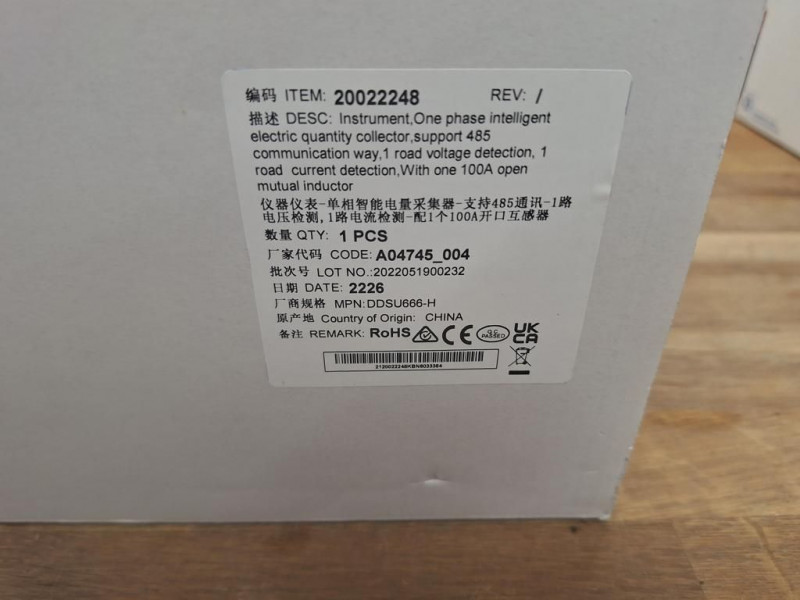 编码 ITEM: 20022248 REV: /
描述 DESC: Instrument,One phase intelligent
electric quantity collector,support 485
communication way,1 road voltage detection, 1
road current detection,With one 100A open
mutual inductor
仪器仪表-单相智能电量采集器-支持485通讯-1路
电压检测,1路电流检测-配1个100A开口互感器
数量 QTY: 1 PCS
厂家代码 CODE: A04745_004
批次号 LOT NO.:2022051900232
日期 DATE: 2226
厂商规格 MPN:DDSU666-H
原产地 Country of Origin: CHINA
备注 REMARK: RoHS CE Q.C PASSED UK CA